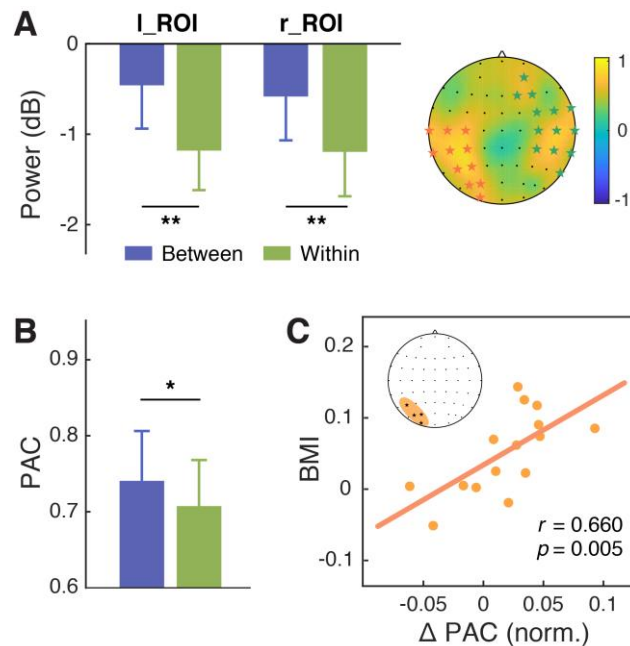 A
l_ROI r_ROI
0
-1
-2
Power (dB)
** **
Between Within
1
0
-1
B
0.9
0.8
0.7
0.6
PAC
*
C
0.2
0.1
0
-0.1
BMI
r = 0.660
p = 0.005
-0.05 0 0.05 0.1
Δ PAC (norm.)